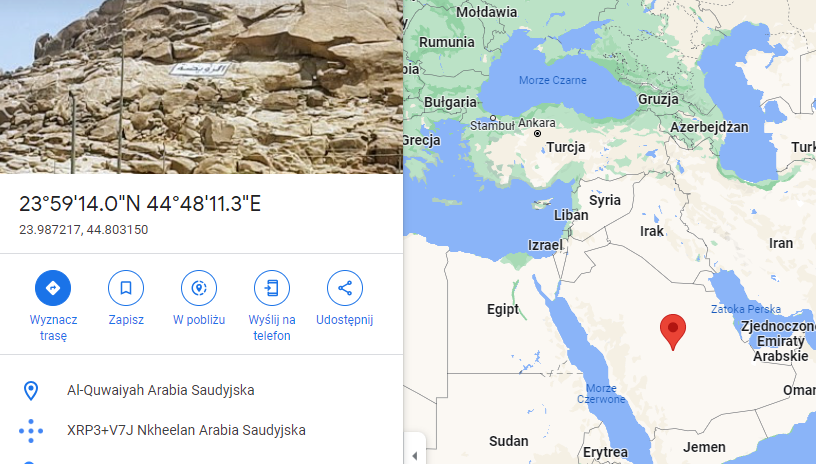 23°59'14.0"N 44°48'11.3"E
23.987217, 44.803150
Wyznacz
trasę
Zapisz
W pobliżu
Wyślij na
telefon
Udostępnij
Al-Quwaiyah Arabia Saudyjska
XRP3+V7J Nkheelan Arabia Saudyjska
Mołdawia
Rumunia
Morze Czarne
Bułgaria
Gruzja
Stambuł
Ankara
Azerbejdżan
Grecja
Turcja
Turk
Syria
Liban
Irak
Iran
Izrael
Egipt
Zatoka Perska
Zjednoczone
Emiraty
Arabskie
Morze
Czerwone
Oman
Sudan
Erytrea
Jemen